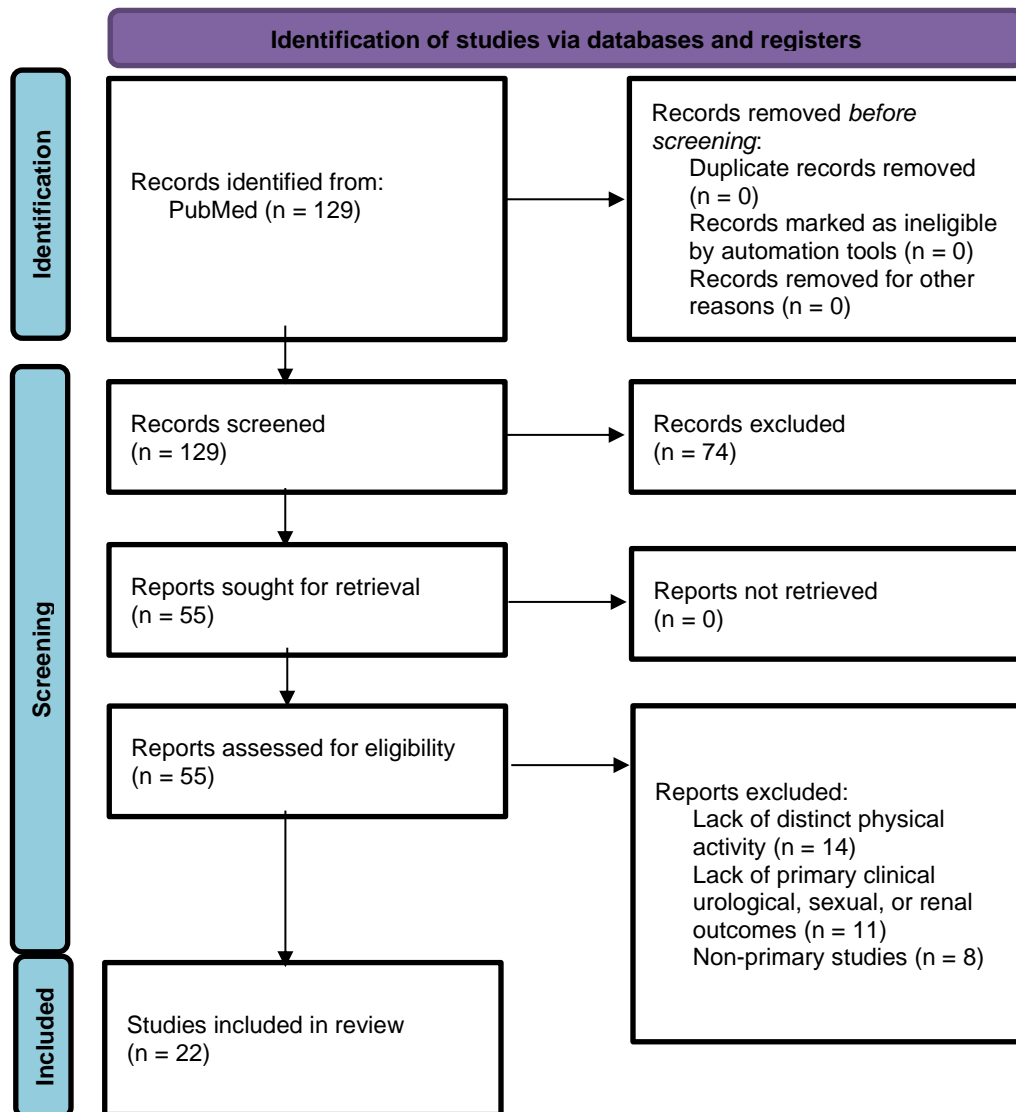 Identification of studies via databases and registers
Identification
Records identified from:
PubMed (n = 129)
Records removed before
screening:
Duplicate records removed
(n = 0)
Records marked as ineligible
by automation tools (n = 0)
Records removed for other
reasons (n = 0)
Screening
Records screened
(n = 129)
Records excluded
(n = 74)
Reports sought for retrieval
(n = 55)
Reports not retrieved
(n = 0)
Reports assessed for eligibility
(n = 55)
Reports excluded:
Lack of distinct physical
activity (n = 14)
Lack of primary clinical
urological, sexual, or renal
outcomes (n = 11)
Non-primary studies (n = 8)
Included
Studies included in review
(n = 22)